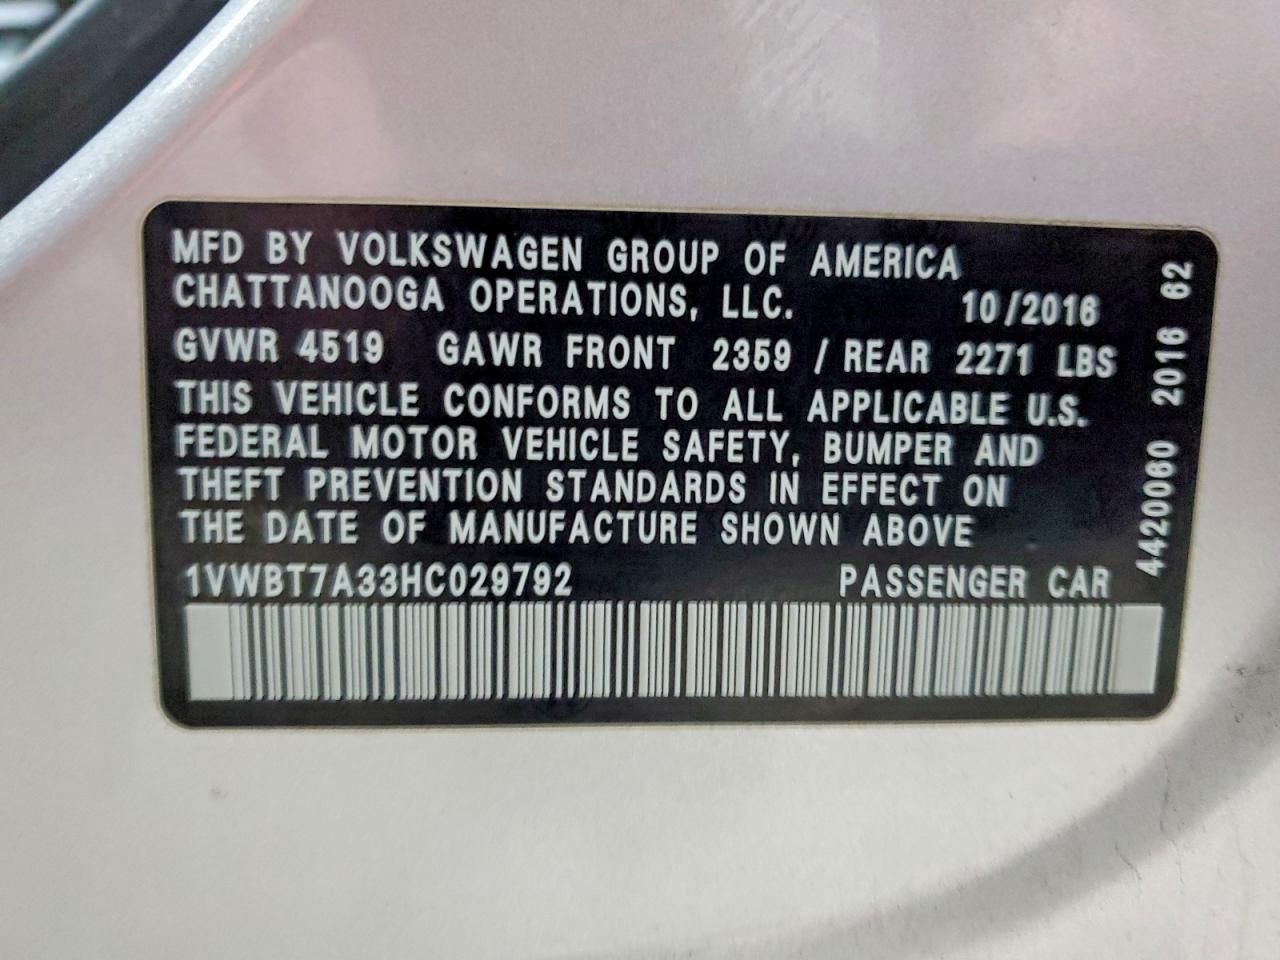 MFD BY VOLKSWAGEN GROUP OF AMERICA
CHATTANOOGA OPERATIONS, LLC. 10/2016
GVWR 4519 GAWR FRONT 2359 / REAR 2271 LBS
THIS VEHICLE CONFORMS TO ALL APPLICABLE U.S.
FEDERAL MOTOR VEHICLE SAFETY, BUMPER AND
THEFT PREVENTION STANDARDS IN EFFECT ON
THE DATE OF MANUFACTURE SHOWN ABOVE
1VWBT7A33HC029792 PASSENGER CAR
4420060 2016 62